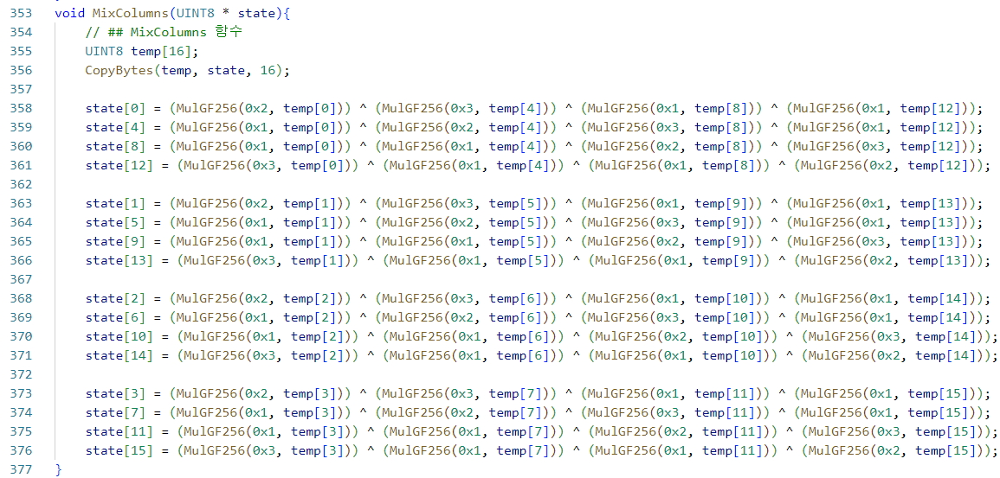 353 void MixColumns(UINT8 * state){
354 // ## MixColumns 함수
355 UINT8 temp[16];
356 CopyBytes(temp, state, 16);
357
358 state[0] = (MulGF256(0x2, temp[0])) ^ (MulGF256(0x3, temp[4])) ^ (MulGF256(0x1, temp[8])) ^ (MulGF256(0x1, temp[12]));
359 state[4] = (MulGF256(0x1, temp[0])) ^ (MulGF256(0x2, temp[4])) ^ (MulGF256(0x3, temp[8])) ^ (MulGF256(0x1, temp[12]));
360 state[8] = (MulGF256(0x1, temp[0])) ^ (MulGF256(0x1, temp[4])) ^ (MulGF256(0x2, temp[8])) ^ (MulGF256(0x3, temp[12]));
361 state[12] = (MulGF256(0x3, temp[0])) ^ (MulGF256(0x1, temp[4])) ^ (MulGF256(0x1, temp[8])) ^ (MulGF256(0x2, temp[12]));
362
363 state[1] = (MulGF256(0x2, temp[1])) ^ (MulGF256(0x3, temp[5])) ^ (MulGF256(0x1, temp[9])) ^ (MulGF256(0x1, temp[13]));
364 state[5] = (MulGF256(0x1, temp[1])) ^ (MulGF256(0x2, temp[5])) ^ (MulGF256(0x3, temp[9])) ^ (MulGF256(0x1, temp[13]));
365 state[9] = (MulGF256(0x1, temp[1])) ^ (MulGF256(0x1, temp[5])) ^ (MulGF256(0x2, temp[9])) ^ (MulGF256(0x3, temp[13]));
366 state[13] = (MulGF256(0x3, temp[1])) ^ (MulGF256(0x1, temp[5])) ^ (MulGF256(0x1, temp[9])) ^ (MulGF256(0x2, temp[13]));
367
368 state[2] = (MulGF256(0x2, temp[2])) ^ (MulGF256(0x3, temp[6])) ^ (MulGF256(0x1, temp[10])) ^ (MulGF256(0x1, temp[14]));
369 state[6] = (MulGF256(0x1, temp[2])) ^ (MulGF256(0x2, temp[6])) ^ (MulGF256(0x3, temp[10])) ^ (MulGF256(0x1, temp[14]));
370 state[10] = (MulGF256(0x1, temp[2])) ^ (MulGF256(0x1, temp[6])) ^ (MulGF256(0x2, temp[10])) ^ (MulGF256(0x3, temp[14]));
371 state[14] = (MulGF256(0x3, temp[2])) ^ (MulGF256(0x1, temp[6])) ^ (MulGF256(0x1, temp[10])) ^ (MulGF256(0x2, temp[14]));
372
373 state[3] = (MulGF256(0x2, temp[3])) ^ (MulGF256(0x3, temp[7])) ^ (MulGF256(0x1, temp[11])) ^ (MulGF256(0x1, temp[15]));
374 state[7] = (MulGF256(0x1, temp[3])) ^ (MulGF256(0x2, temp[7])) ^ (MulGF256(0x3, temp[11])) ^ (MulGF256(0x1, temp[15]));
375 state[11] = (MulGF256(0x1, temp[3])) ^ (MulGF256(0x1, temp[7])) ^ (MulGF256(0x2, temp[11])) ^ (MulGF256(0x3, temp[15]));
376 state[15] = (MulGF256(0x3, temp[3])) ^ (MulGF256(0x1, temp[7])) ^ (MulGF256(0x1, temp[11])) ^ (MulGF256(0x2, temp[15]));
377 }